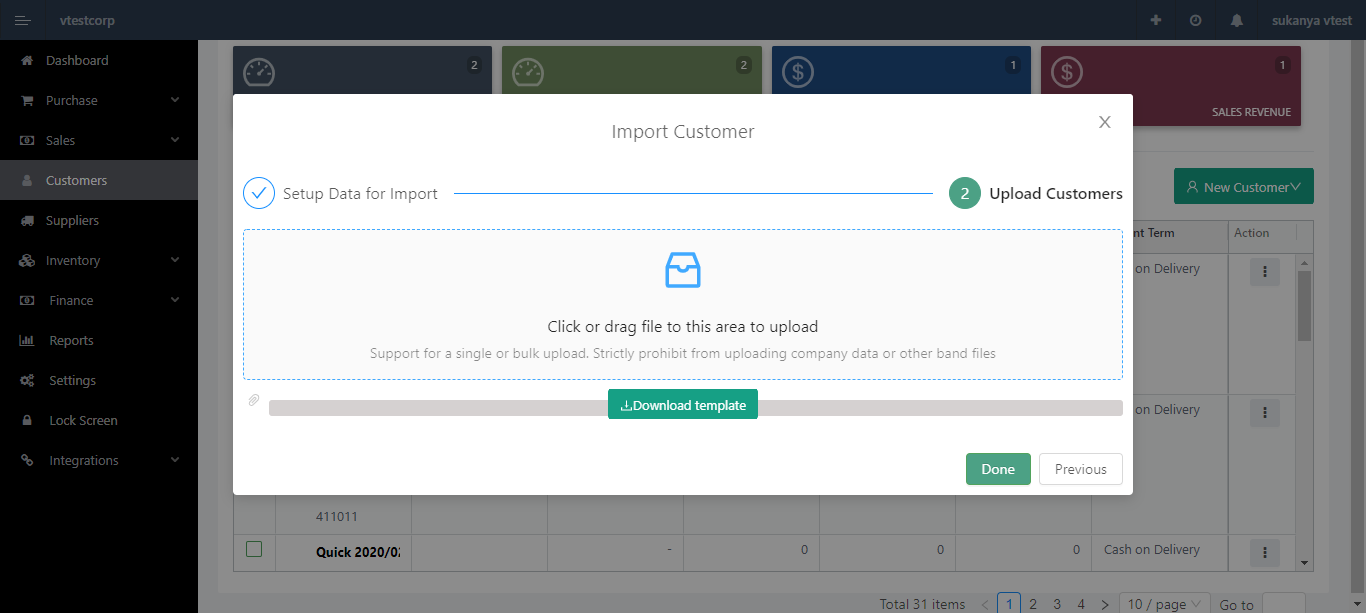 vtestcorp
sukanya vtest
Dashboard
Purchase
Sales
Customers
Suppliers
Inventory
Finance
Reports
Settings
Lock Screen
Integrations
2
2
1
1
SALES REVENUE
Import Customer
X
Setup Data for Import
2 Upload Customers
Click or drag file to this area to upload
Support for a single or bulk upload. Strictly prohibit from uploading company data or other band files
Download template
Done
Previous
New Customer
nt Term
Action
on Delivery
on Delivery
411011
Quick 2020/02 - 0 0 0 Cash on Delivery
Total 31 items < 1 2 3 4 > 10 / page Go to